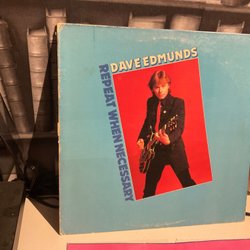 DAVE EDMUNDS
REPEAT WHEN NECESSARY